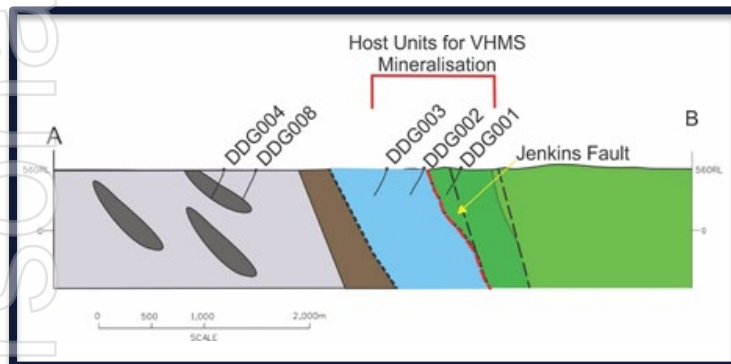 Host Units for VHMS
Mineralisation
A
B
DDG004
DDG008
DDG003
DDG002
DDG001
Jenkins Fault
560RL
560RL
0
0
0 500 1,000 2,000m
SCALE